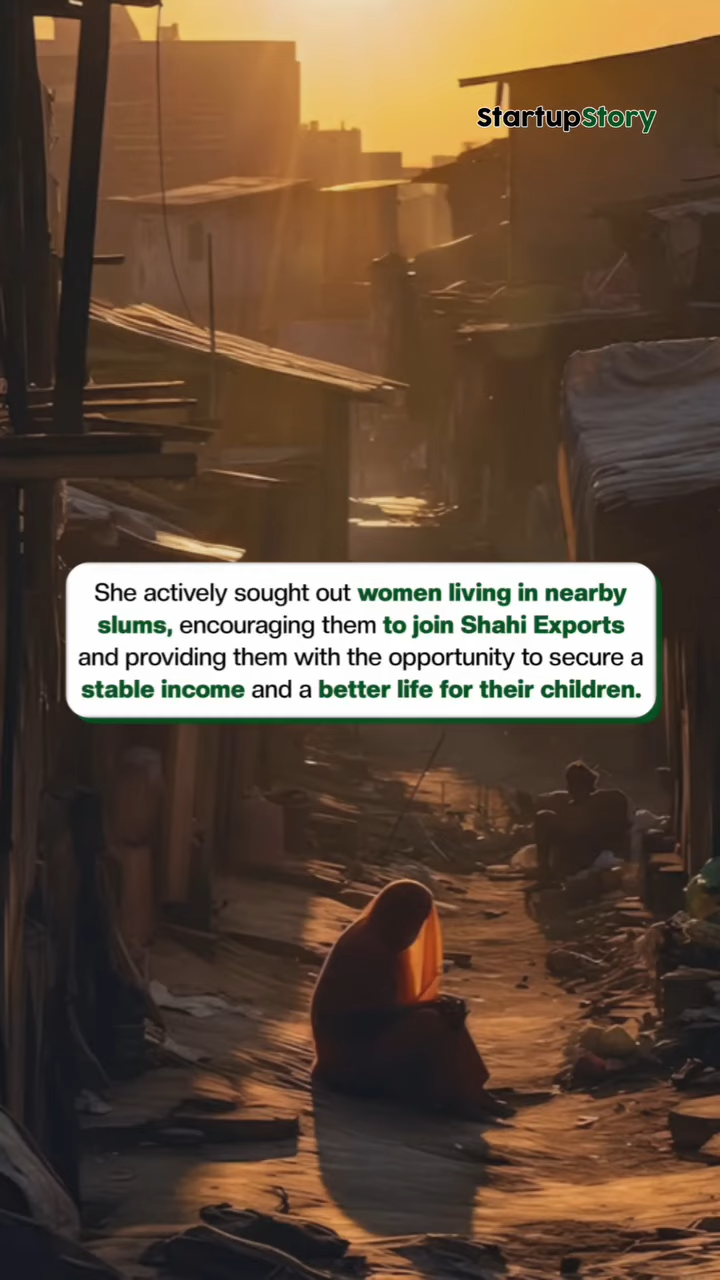 StartupStory
She actively sought out women living in nearby
slums, encouraging them to join Shahi Exports
and providing them with the opportunity to secure a
stable income and a better life for their children.